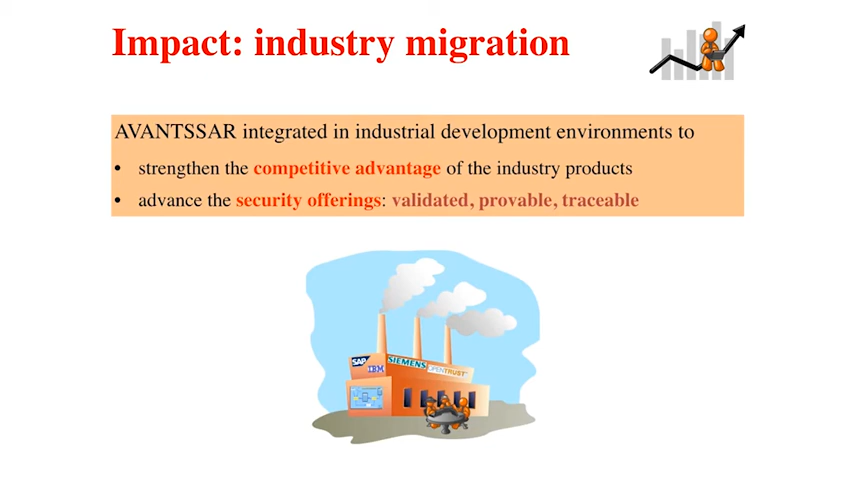 Impact: industry migration
AVANTSSAR integrated in industrial development environments to
• strengthen the competitive advantage of the industry products
• advance the security offerings: validated, provable, traceable
SAP
IBM
SIEMENS
OPENTRUST